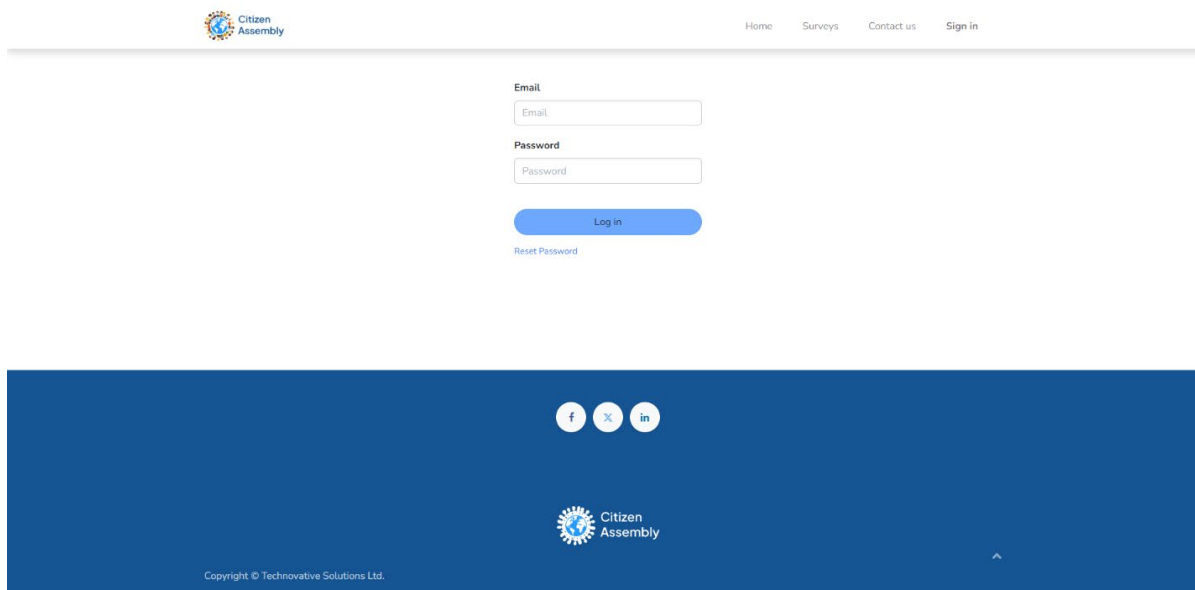 Citizen
Assembly
Home Surveys Contact us Sign in
Email
Email
Password
Password
Log in
Reset Password
f X in
Citizen
Assembly
Copyright © Technovative Solutions Ltd.